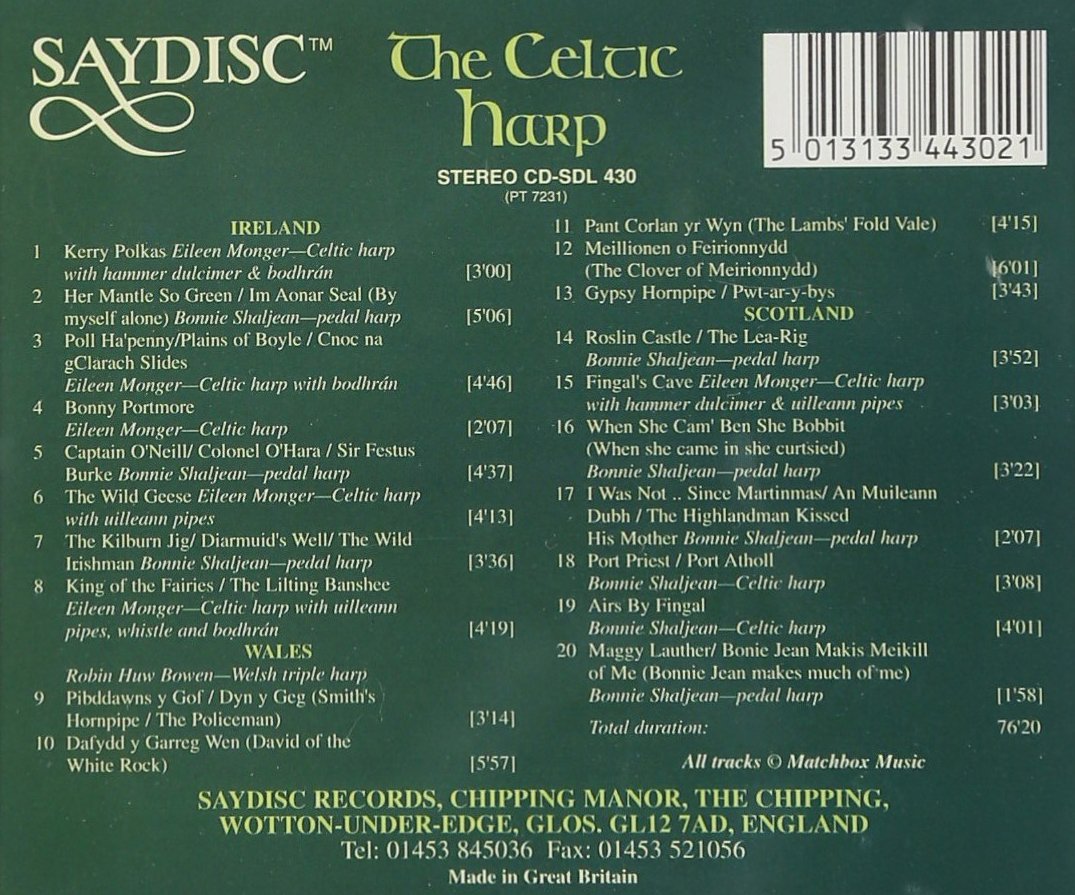 SAYDISC™
The Celtic
Harp
STEREO CD-SDL 430
(PT 7231)
5 013133 443021
IRELAND
1 Kerry Polkas Eileen Monger—Celtic harp
with hammer dulcimer & bodhrán [3'00]
2 Her Mantle So Green / Im Aonar Seal (By
myself alone) Bonnie Shaljean—pedal harp [5'06]
3 Poll Ha'penny/Plains of Boyle / Cnoc na
gClarach Slides
Eileen Monger—Celtic harp with bodhrán [4'46]
4 Bonny Portmore
Eileen Monger—Celtic harp [2'07]
5 Captain O'Neill/ Colonel O'Hara / Sir Festus
Burke Bonnie Shaljean—pedal harp [4'37]
6 The Wild Geese Eileen Monger—Celtic harp
with uilleann pipes [4'13]
7 The Kilburn Jig/ Diarmuid's Well/ The Wild
Irishman Bonnie Shaljean—pedal harp [3'36]
8 King of the Fairies / The Lilting Banshee
Eileen Monger—Celtic harp with uilleann
pipes, whistle and bodhrán [4'19]
WALES
Robin Huw Bowen—Welsh triple harp
9 Pibddawns y Gof / Dyn y Geg (Smith's
Hornpipe / The Policeman) [3'14]
10 Dafydd y Garreg Wen (David of the
White Rock) [5'57]
11 Pant Corlan yr Wyn (The Lambs' Fold Vale) [4'15]
12 Meillionen o Feirionnydd
(The Clover of Meirionnydd) [6'01]
13 Gypsy Hornpipe / Pwt-ar-y-bys [3'43]
SCOTLAND
14 Roslin Castle / The Lea-Rig
Bonnie Shaljean—pedal harp [3'52]
15 Fingal's Cave Eileen Monger—Celtic harp
with hammer dulcimer & uilleann pipes [3'03]
16 When She Cam' Ben She Bobbit
(When she came in she curtsied)
Bonnie Shaljean—pedal harp [3'22]
17 I Was Not .. Since Martinmas/ An Muileann
Dubh / The Highlandman Kissed
His Mother Bonnie Shaljean—pedal harp [2'07]
18 Port Priest / Port Atholl
Bonnie Shaljean—Celtic harp [3'08]
19 Airs By Fingal
Bonnie Shaljean—Celtic harp [4'01]
20 Maggy Lauther/ Bonie Jean Makis Meikill
of Me (Bonnie Jean makes much of me)
Bonnie Shaljean—pedal harp [1'58]
Total duration: 76'20
All tracks © Matchbox Music
SAYDISC RECORDS, CHIPPING MANOR, THE CHIPPING,
WOTTON-UNDER-EDGE, GLOS. GL12 7AD, ENGLAND
Tel: 01453 845036 Fax: 01453 521056
Made in Great Britain